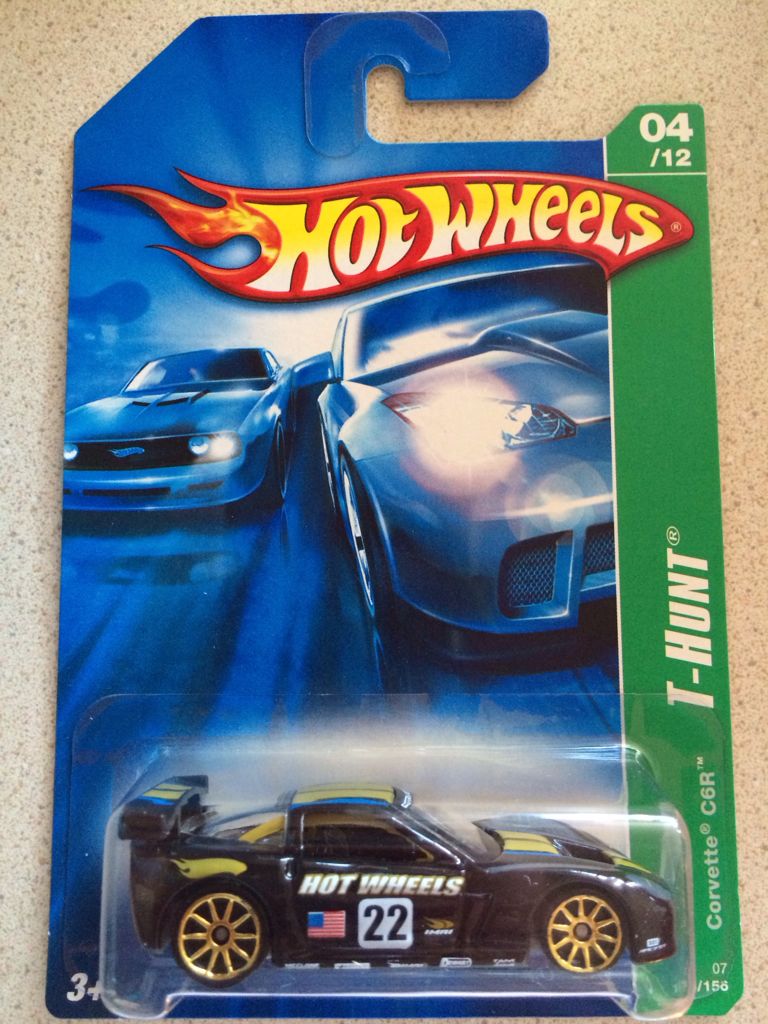 04
/12
HOT WHEELS®
T-HUNT®
Corvette® C6R™
HOT WHEELS
22
3+
07
/156